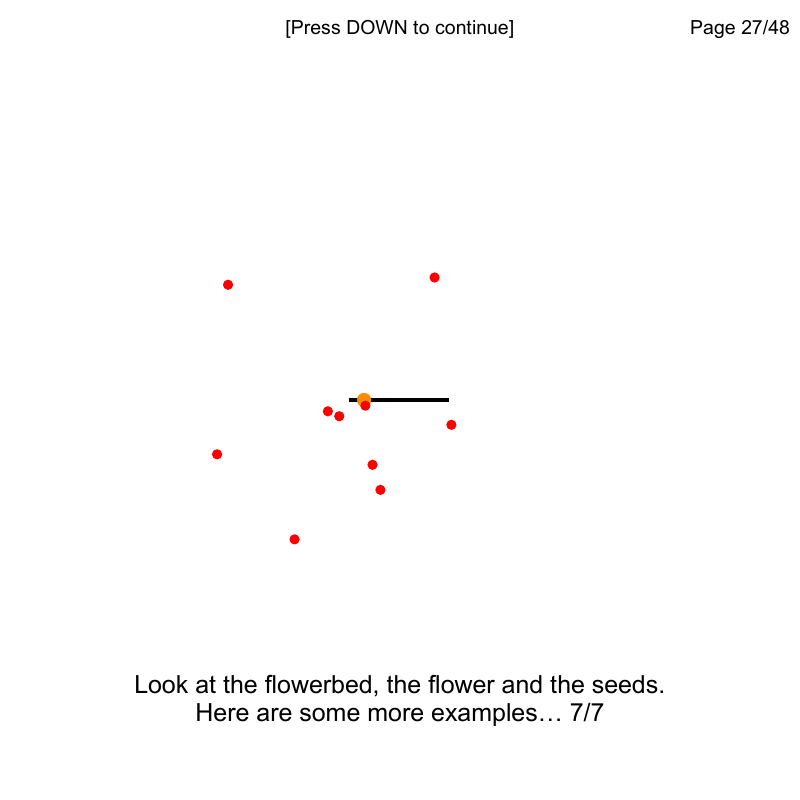 [Press DOWN to continue]
Page 27/48
Look at the flowerbed, the flower and the seeds.
Here are some more examples… 7/7